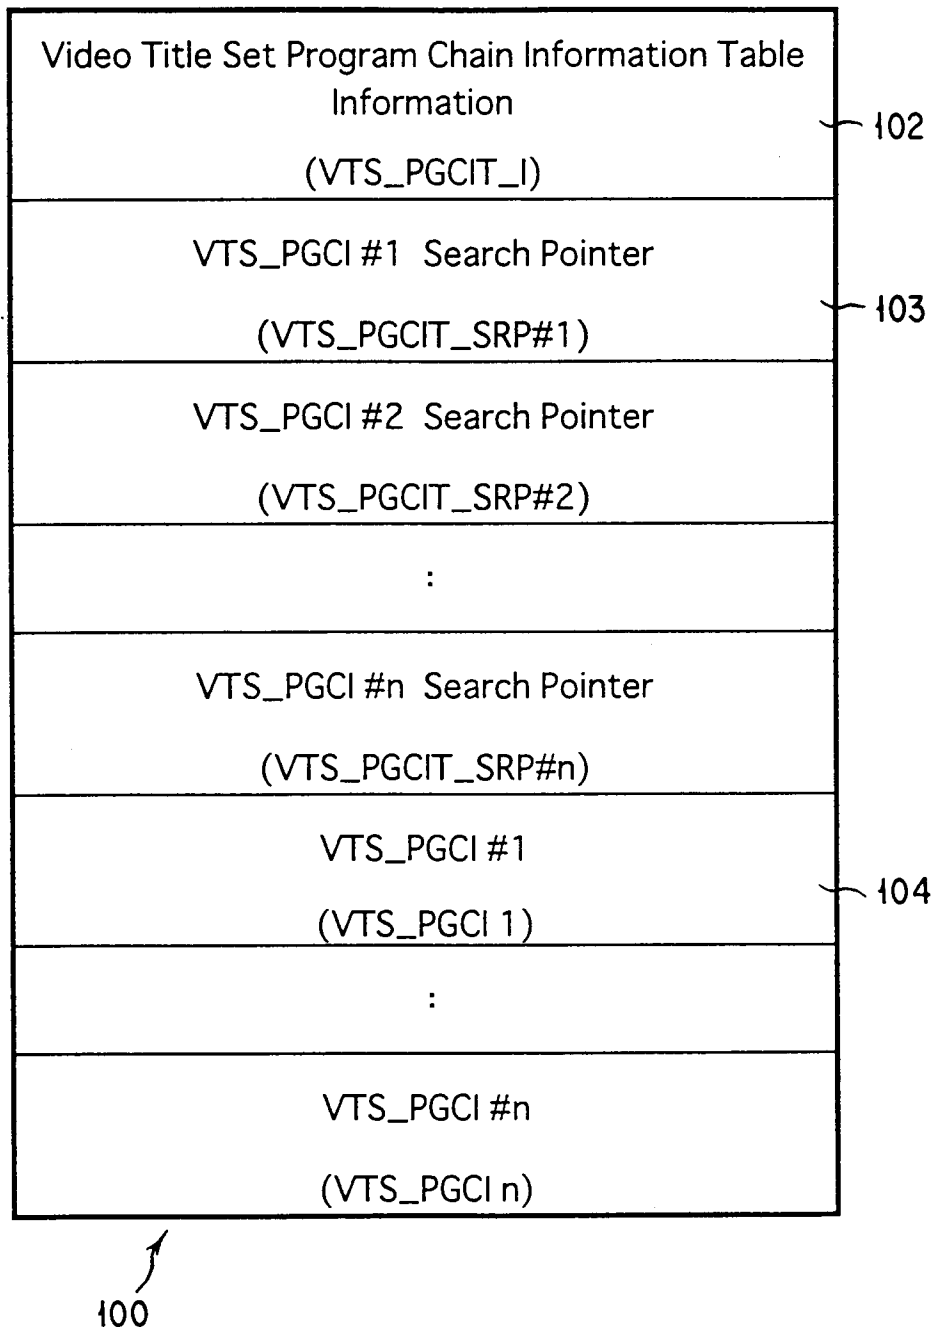 Video Title Set Program Chain Information Table
Information
(VTS_PGCIT_I)
102
VTS_PGCI #1 Search Pointer
(VTS_PGCIT_SRP#1)
103
VTS_PGCI #2 Search Pointer
(VTS_PGCIT_SRP#2)
:
VTS_PGCI #n Search Pointer
(VTS_PGCIT_SRP#n)
VTS_PGCI #1
(VTS_PGCI 1)
104
:
VTS_PGCI #n
(VTS_PGCI n)
100